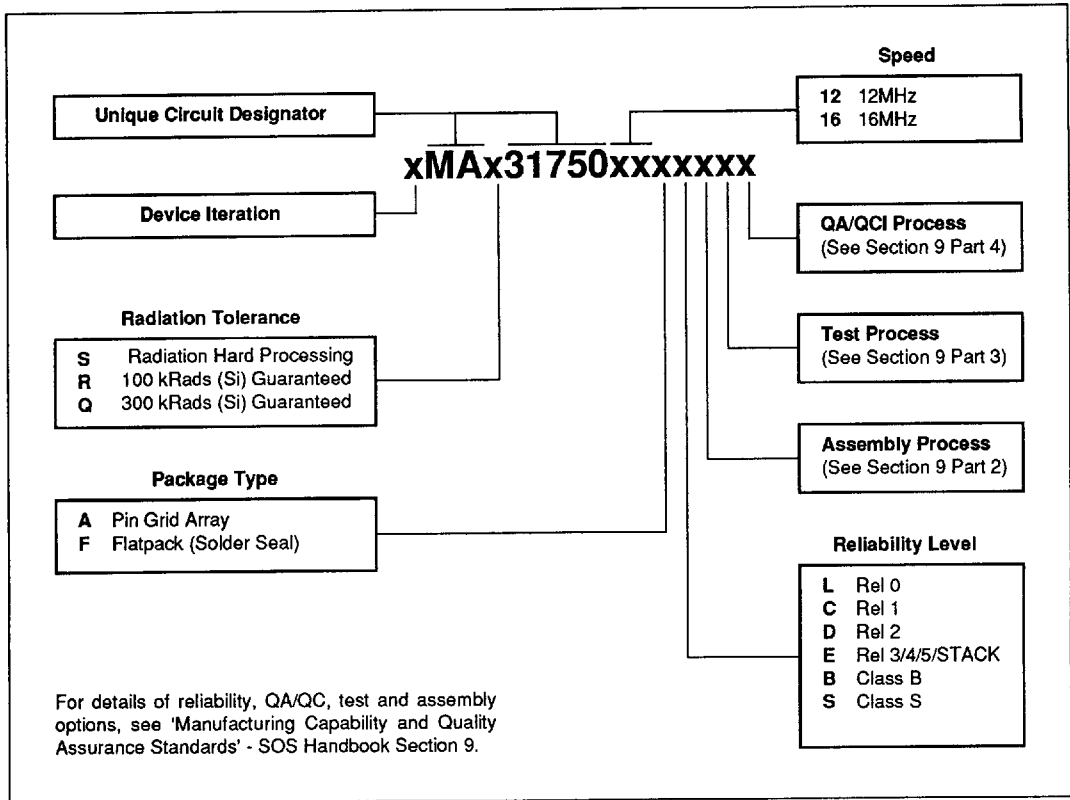 Speed
12 12MHz
16 16MHz
Unique Circuit Designator
xMAx31750xxxxxxx
Device Iteration
QA/QCI Process
(See Section 9 Part 4)
Radiation Tolerance
S Radiation Hard Processing
R 100 kRads (Si) Guaranteed
Q 300 kRads (Si) Guaranteed
Test Process
(See Section 9 Part 3)
Assembly Process
(See Section 9 Part 2)
Package Type
A Pin Grid Array
F Flatpack (Solder Seal)
Reliability Level
L Rel 0
C Rel 1
D Rel 2
E Rel 3/4/5/STACK
B Class B
S Class S
For details of reliability, QA/QC, test and assembly
options, see 'Manufacturing Capability and Quality
Assurance Standards' - SOS Handbook Section 9.